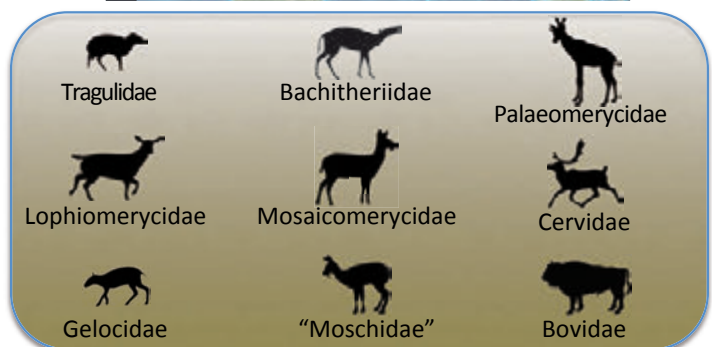 Tragulidae
Bachitheriidae
Palaeomerycidae
Lophiomerycidae
Mosaicomerycidae
Cervidae
Gelocidae
“Moschidae”
Bovidae